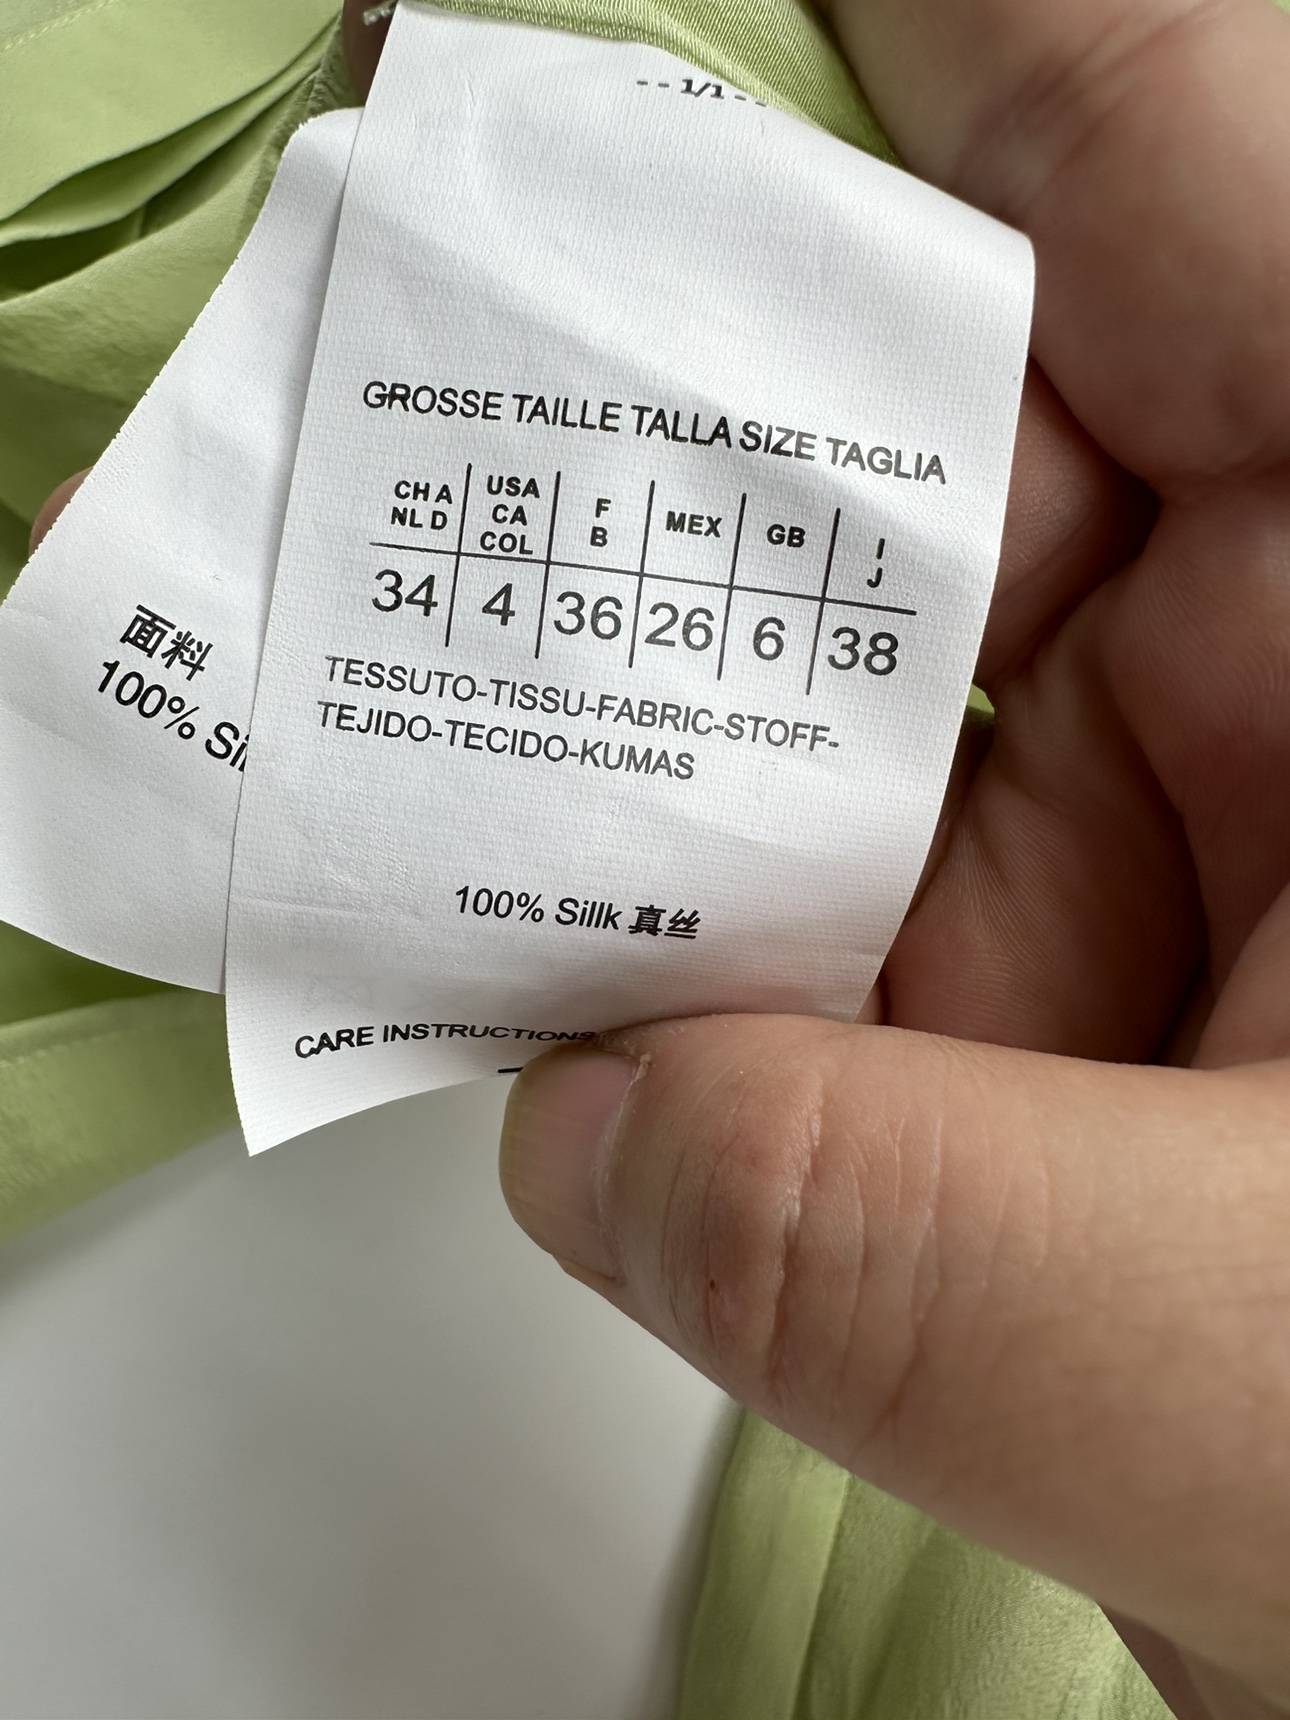 - - 1/1 - -
GROSSE TAILLE TALLA SIZE TAGLIA
CH A NL D | USA CA COL | F B | MEX | GB | I J
34 | 4 | 36 | 26 | 6 | 38
TESSUTO-TISSU-FABRIC-STOFF-
TEJIDO-TECIDO-KUMAS
100% Sillk 真丝
CARE INSTRUCTIONS
面料
100% Si